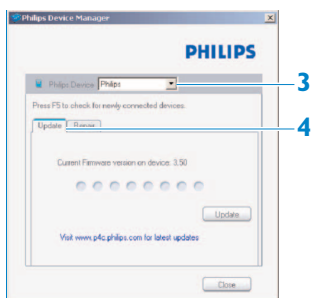 Philips Device Manager
PHILIPS
Philips Device Philips
3
Press F5 to check for newly-connected devices.
Update Repair
4
Current Firmware version on device: 3.50
Update
Visit www.p4c.philips.com for latest updates
Close